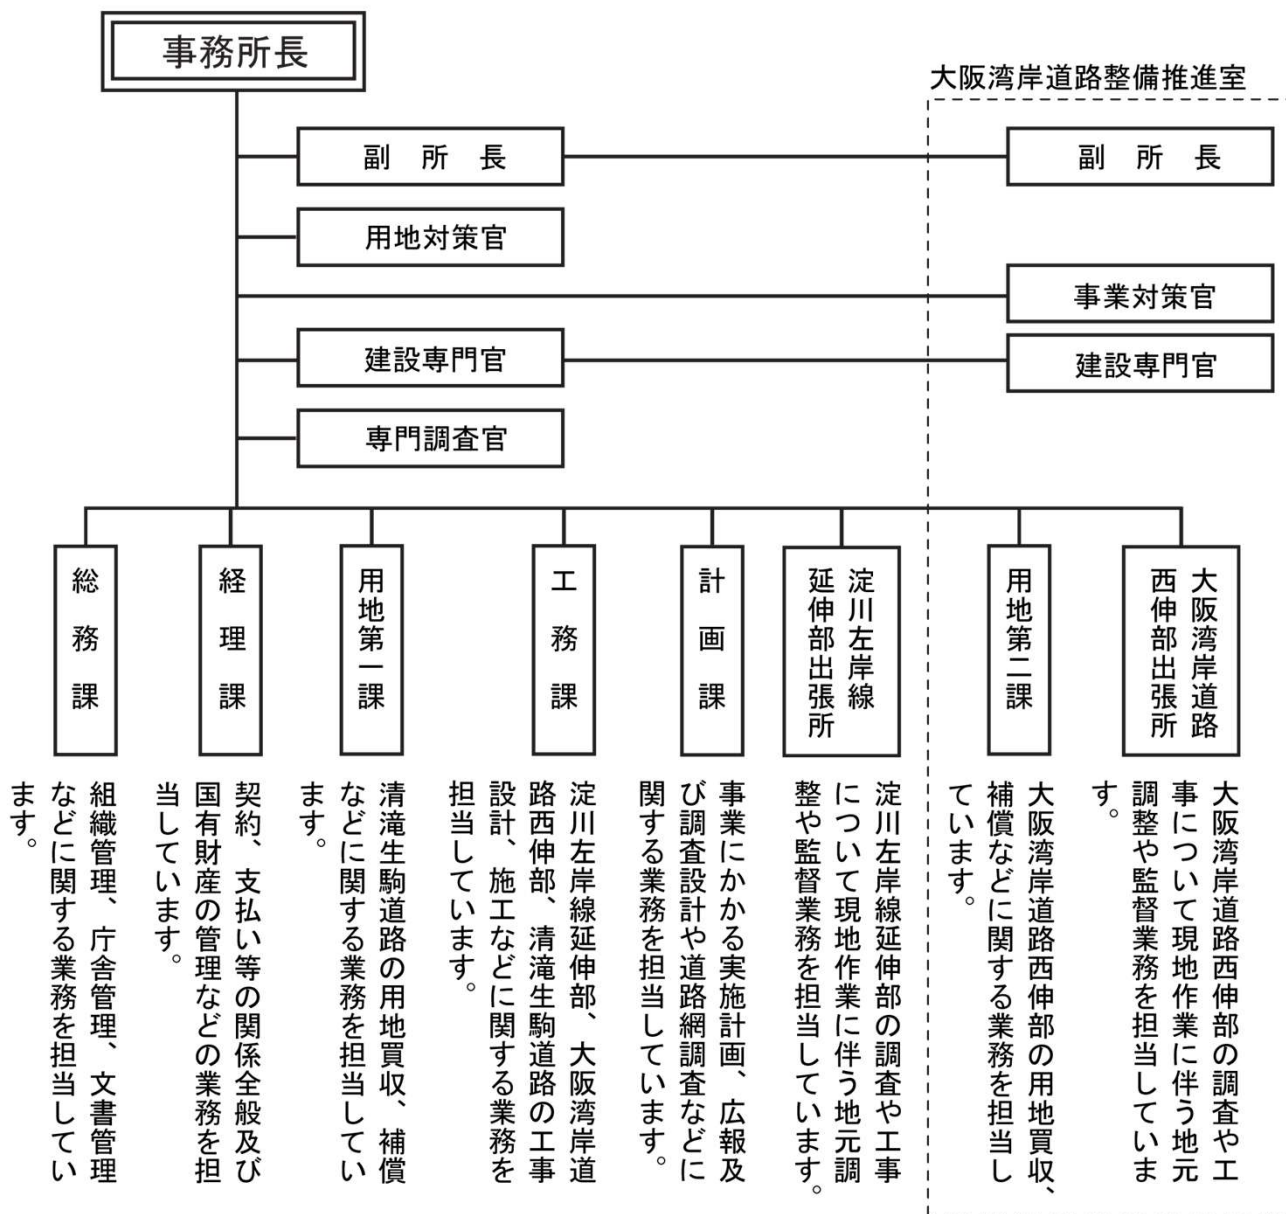 事務所長
大阪湾岸道路整備推進室
副所長
副所長
用地対策官
事業対策官
建設専門官
建設専門官
専門調査官
総務課
経理課
用地第一課
工務課
計画課
淀川左岸線
延伸部出張所
用地第二課
大阪湾岸道路
西伸部出張所
組織管理、庁舎管理、文書管理
などに関する業務を担当してい
ます。
契約、支払い等の関係全般及び
国有財産の管理などの業務を担
当しています。
清滝生駒道路の用地買収、補償
などに関する業務を担当してい
ます。
淀川左岸線延伸部、大阪湾岸道
路西伸部、清滝生駒道路の工事
設計、施工などに関する業務を
担当しています。
事業にかかる実施計画、広報及
び調査設計や道路網調査などに
関する業務を担当しています。
淀川左岸線延伸部の調査や工事
について現地作業に伴う地元調
整や監督業務を担当しています。
大阪湾岸道路西伸部の用地買収、
補償などに関する業務を担当し
ています。
大阪湾岸道路西伸部の調査や工
事について現地作業に伴う地元
調整や監督業務を担当していま
す。